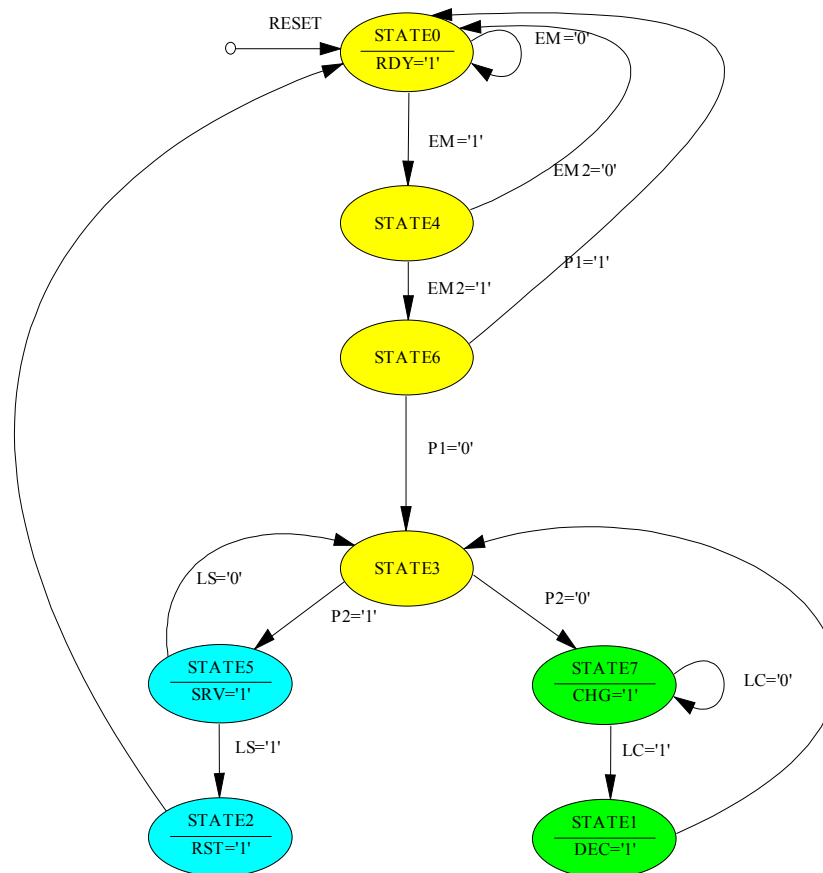 RESET
STATE0
RDY='1'
EM='0'
EM='1'
EM2='0'
STATE4
P1='1'
EM2='1'
STATE6
P1='0'
STATE3
LS='0'
P2='1'
P2='0'
STATE5
SRV='1'
STATE7
CHG='1'
LC='0'
LS='1'
LC='1'
STATE2
RST='1'
STATE1
DEC='1'